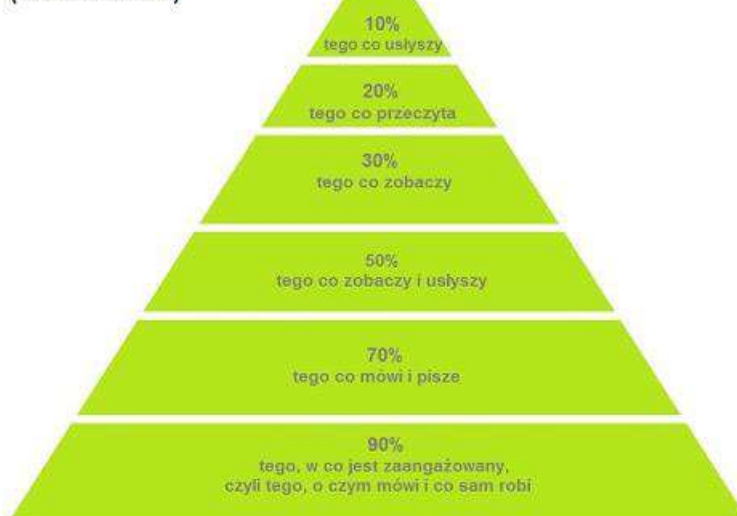 10%
tego co usłyszy
20%
tego co przeczyta
30%
tego co zobaczy
50%
tego co zobaczy i usłyszy
70%
tego co mówi i pisze
90%
tego, w co jest zaangażowany,
czyli tego, o czym mówi i co sam robi